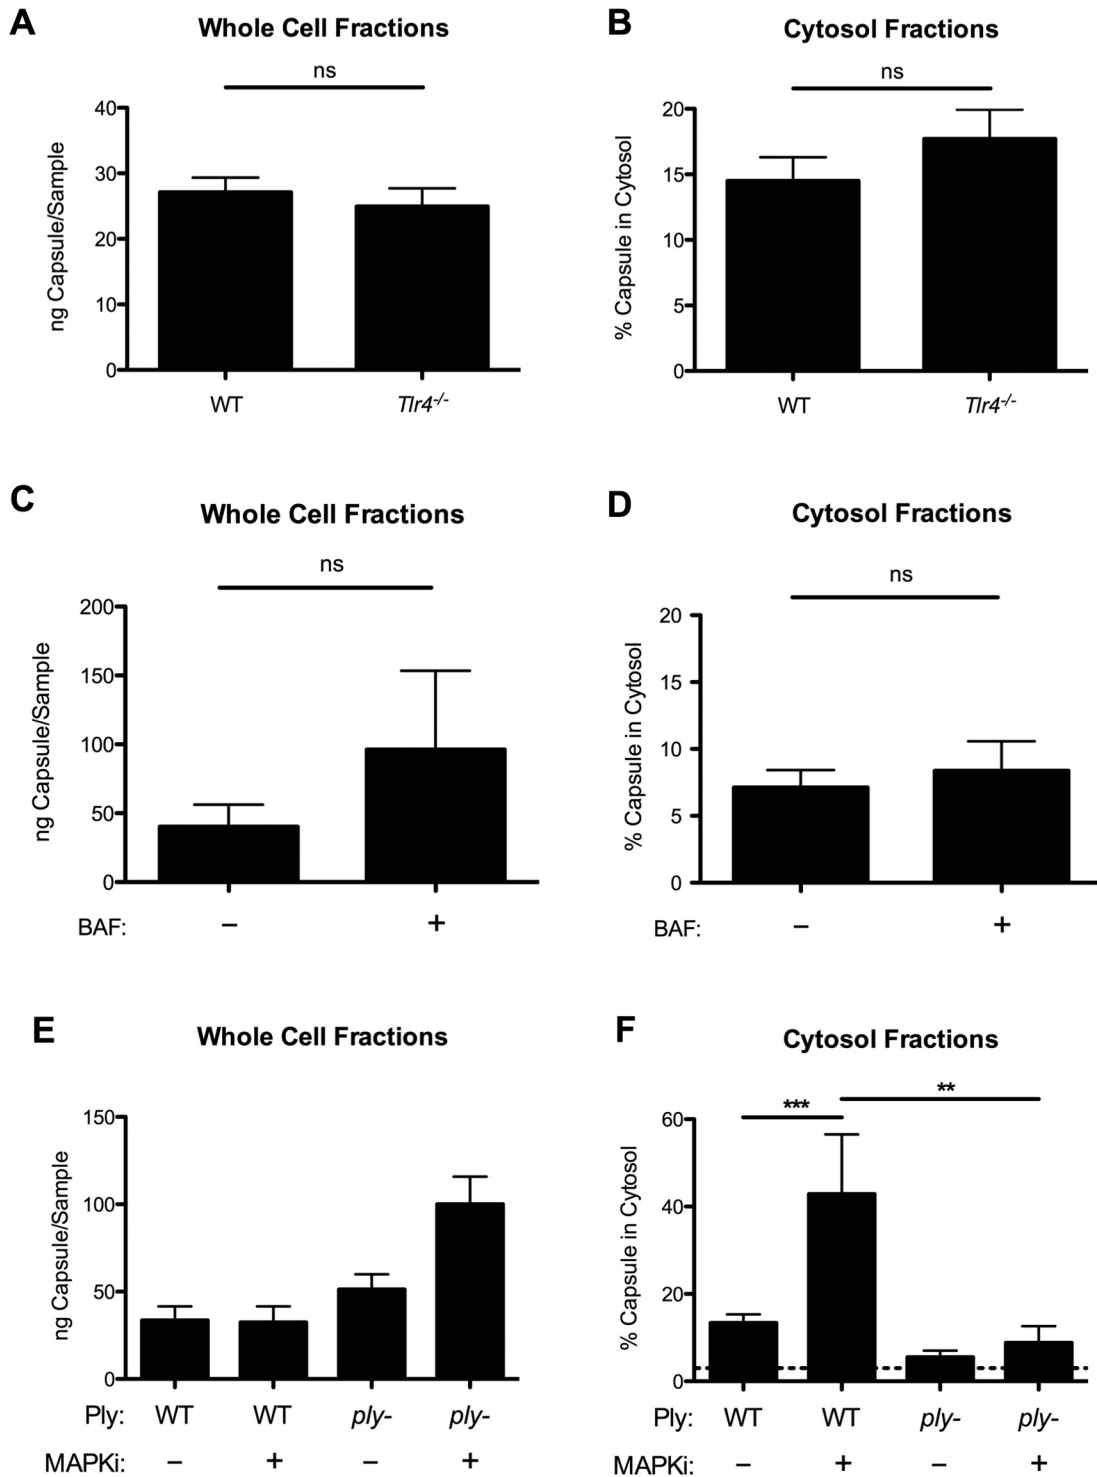 A
Whole Cell Fractions
ns
ng Capsule/Sample
40
30
20
10
0
WT
Tlr4-/-
B
Cytosol Fractions
ns
% Capsule in Cytosol
20
15
10
5
0
WT
Tlr4-/-
C
Whole Cell Fractions
ns
ng Capsule/Sample
200
150
100
50
0
BAF: – +
D
Cytosol Fractions
ns
% Capsule in Cytosol
20
15
10
5
0
BAF: – +
E
Whole Cell Fractions
ng Capsule/Sample
150
100
50
0
Ply: WT WT ply- ply-
MAPKi: – + – +
F
Cytosol Fractions
**
***
% Capsule in Cytosol
60
40
20
0
Ply: WT WT ply- ply-
MAPKi: – + – +